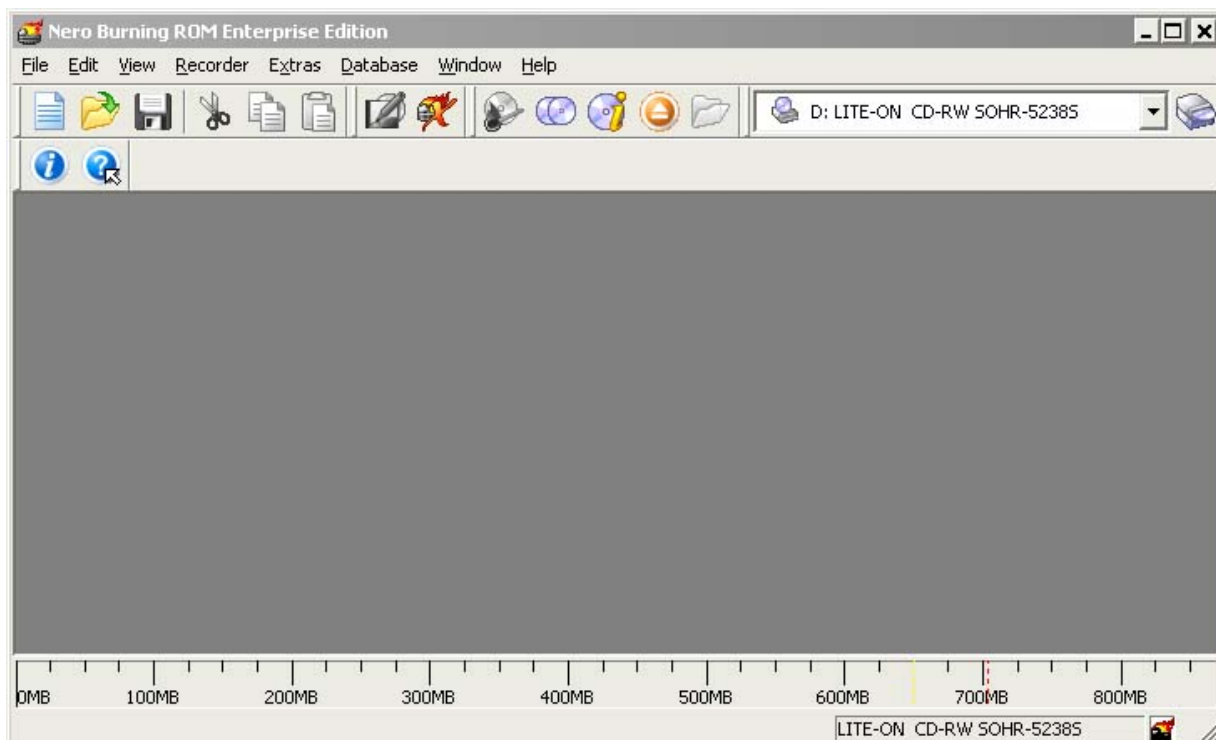 Nero Burning ROM Enterprise Edition
File Edit View Recorder Extras Database Window Help
D: LITE-ON CD-RW SOHR-5238S
0MB 100MB 200MB 300MB 400MB 500MB 600MB 700MB 800MB
LITE-ON CD-RW SOHR-5238S